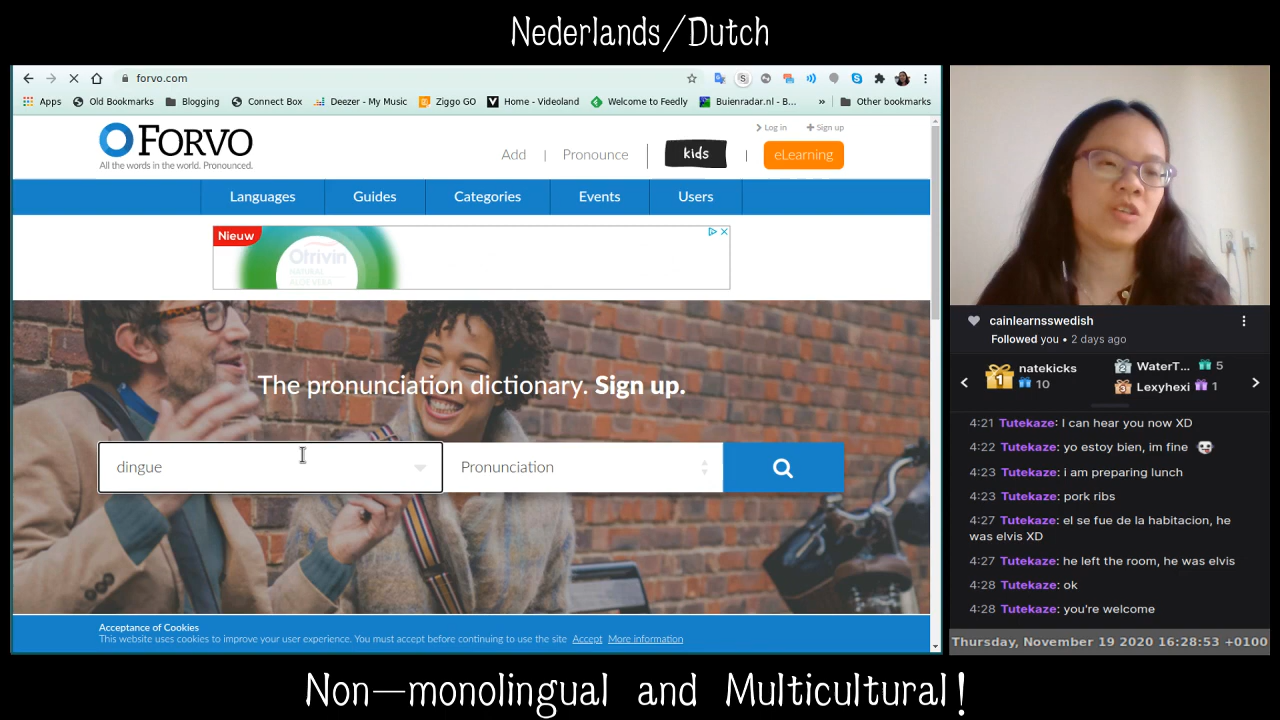 Nederlands/Dutch
forvo.com
Apps Old Bookmarks Blogging Connect Box Deezer - My Music Ziggo GO Home - Videoland Welcome to Feedly Buienradar.nl - B... » Other bookmarks
Log in Sign up
FORVO
All the words in the world. Pronounced.
Add | Pronounce | kids | eLearning
Languages Guides Categories Events Users
Nieuw
Otrivin
NATURAL
ALOE VERA
The pronunciation dictionary. Sign up.
dingue Pronunciation
Acceptance of Cookies
This website uses cookies to improve your user experience. You must accept before continuing to use the site Accept More information
cainlearnsswedish
Followed you • 2 days ago
1 natekicks 10
2 WaterT... 5
3 Lexyhexi 1
4:21 Tutekaze: I can hear you now XD
4:22 Tutekaze: yo estoy bien, im fine
4:23 Tutekaze: i am preparing lunch
4:23 Tutekaze: pork ribs
4:27 Tutekaze: el se fue de la habitacion, he
was elvis XD
4:27 Tutekaze: he left the room, he was elvis
4:28 Tutekaze: ok
4:28 Tutekaze: you're welcome
Thursday, November 19 2020 16:28:53 +0100
Non-monolingual and Multicultural!